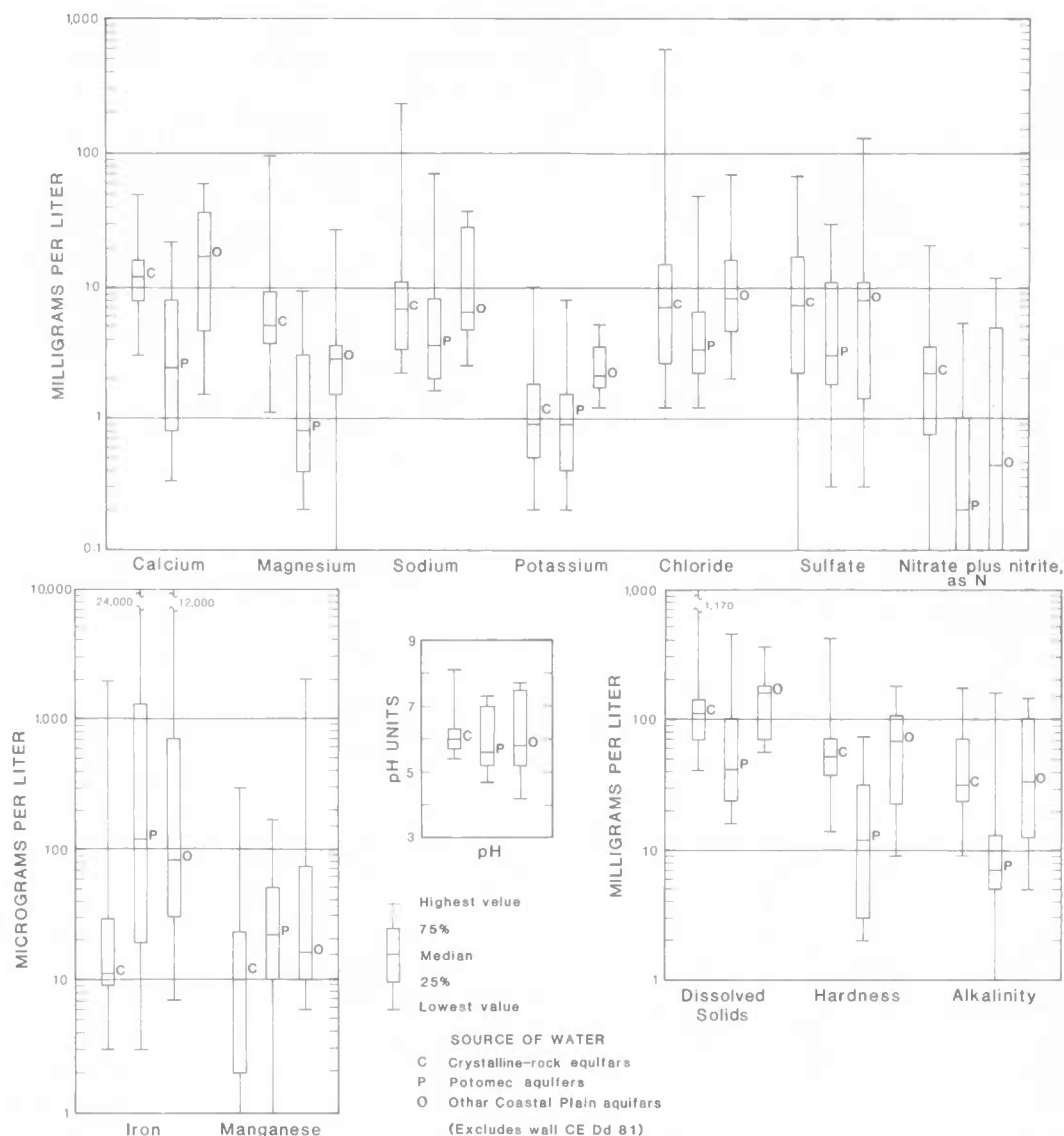 1,000
100
10
1
0.1
MILLIGRAMS PER LITER
C
P
O
C
P
O
C
P
O
C
P
O
C
P
O
C
P
O
C
P
O
Calcium
Magnesium
Sodium
Potassium
Chloride
Sulfate
Nitrate plus nitrite,
as N
10,000
1,000
100
10
1
MICROGRAMS PER LITER
24,000
12,000
C
P
O
C
P
O
Iron
Manganese
9
7
5
3
pH UNITS
C
P
O
pH
Highest velue
75%
Median
25%
Lowest value
SOURCE OF WATER
C Crystalline-rock equifars
P Potomec aquifers
O Othar Coastal Plain aquifars
(Excludes wall CE Dd 81)
1,000
100
10
1
MILLIGRAMS PER LITER
1,170
C
P
O
C
P
O
C
P
O
Dissolved
Solids
Hardness
Alkalinity